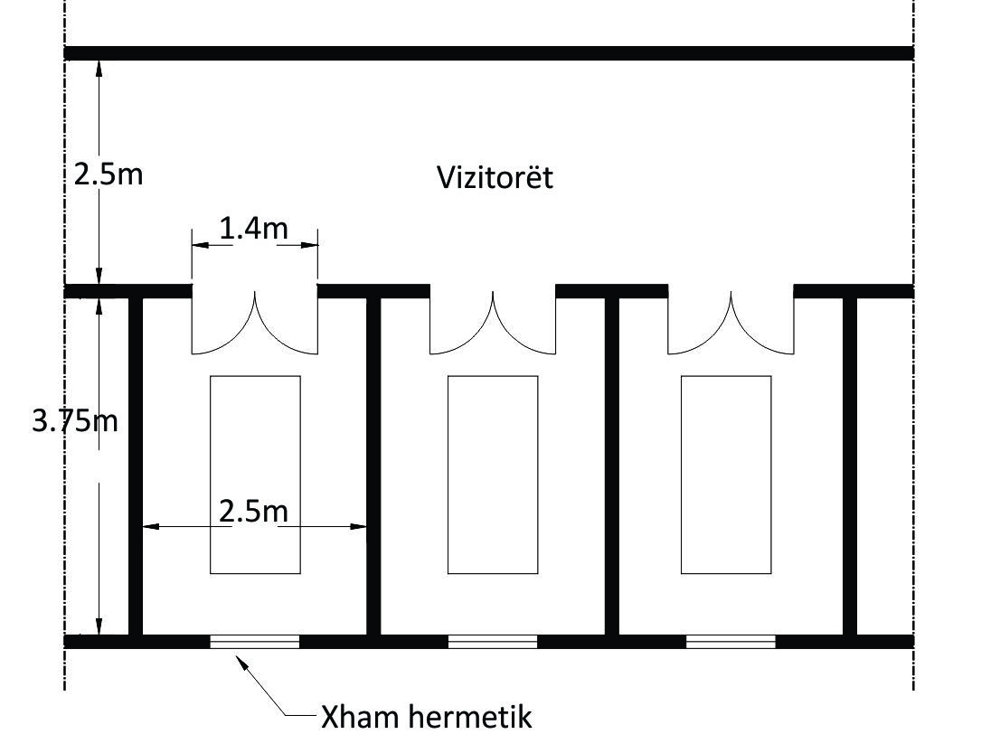 2.5m
Vizitorët
1.4m
3.75m
2.5m
Xham hermetik